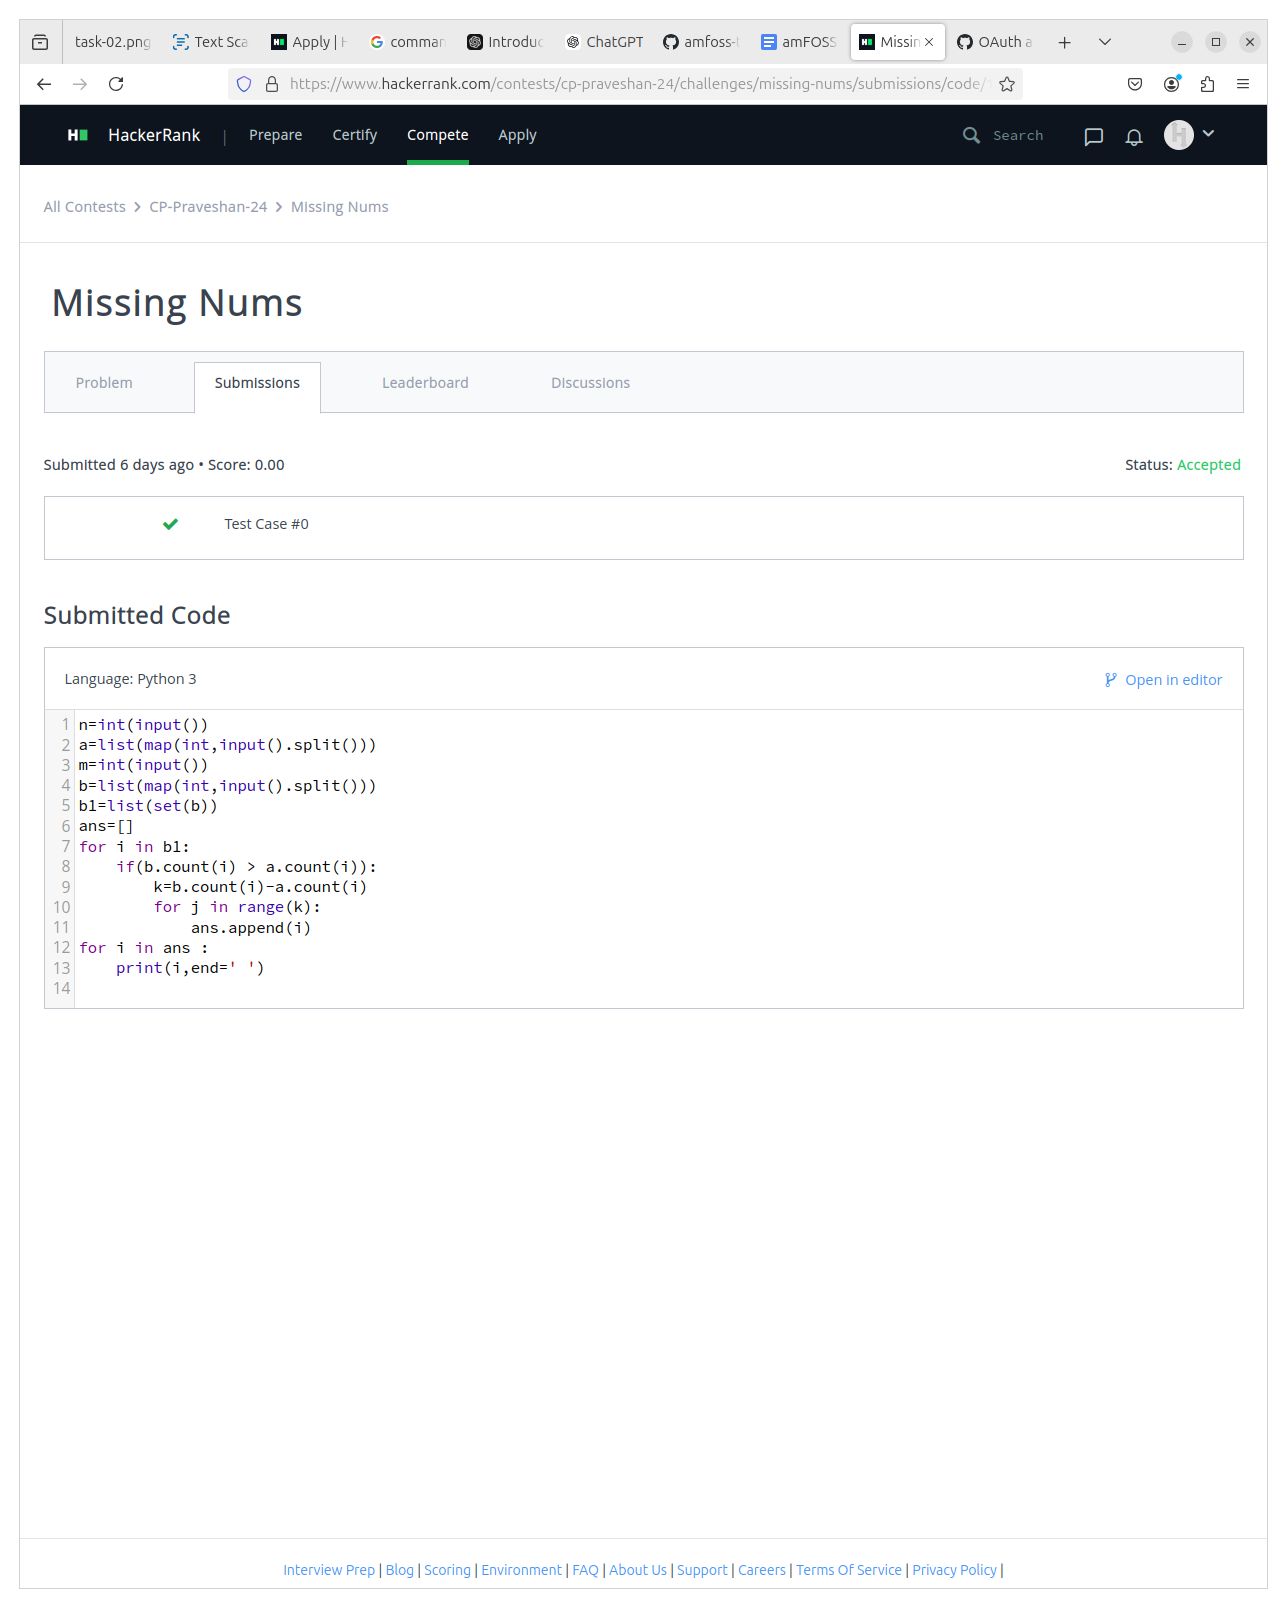 task-02.png Text Sca Apply | comman Introduc ChatGPT amfoss- amFOSS Missin OAuth a
https://www.hackerrank.com/contests/cp-praveshan-24/challenges/missing-nums/submissions/code/
HackerRank | Prepare Certify Compete Apply Search
All Contests > CP-Praveshan-24 > Missing Nums
Missing Nums
Problem Submissions Leaderboard Discussions
Submitted 6 days ago • Score: 0.00 Status: Accepted
Test Case #0
Submitted Code
Language: Python 3 Open in editor
1 n=int(input())
2 a=list(map(int,input().split()))
3 m=int(input())
4 b=list(map(int,input().split()))
5 b1=list(set(b))
6 ans=[]
7 for i in b1:
8     if(b.count(i) > a.count(i)):
9         k=b.count(i)-a.count(i)
10         for j in range(k):
11             ans.append(i)
12 for i in ans :
13     print(i,end=' ')
14
Interview Prep | Blog | Scoring | Environment | FAQ | About Us | Support | Careers | Terms Of Service | Privacy Policy |